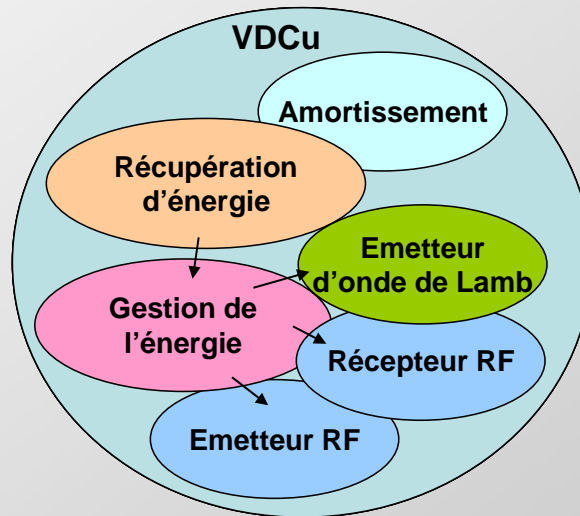 VDCu
Amortissement
Récupération
d'énergie
Emetteur
d'onde de Lamb
Gestion de
l'énergie
Récepteur RF
Emetteur RF